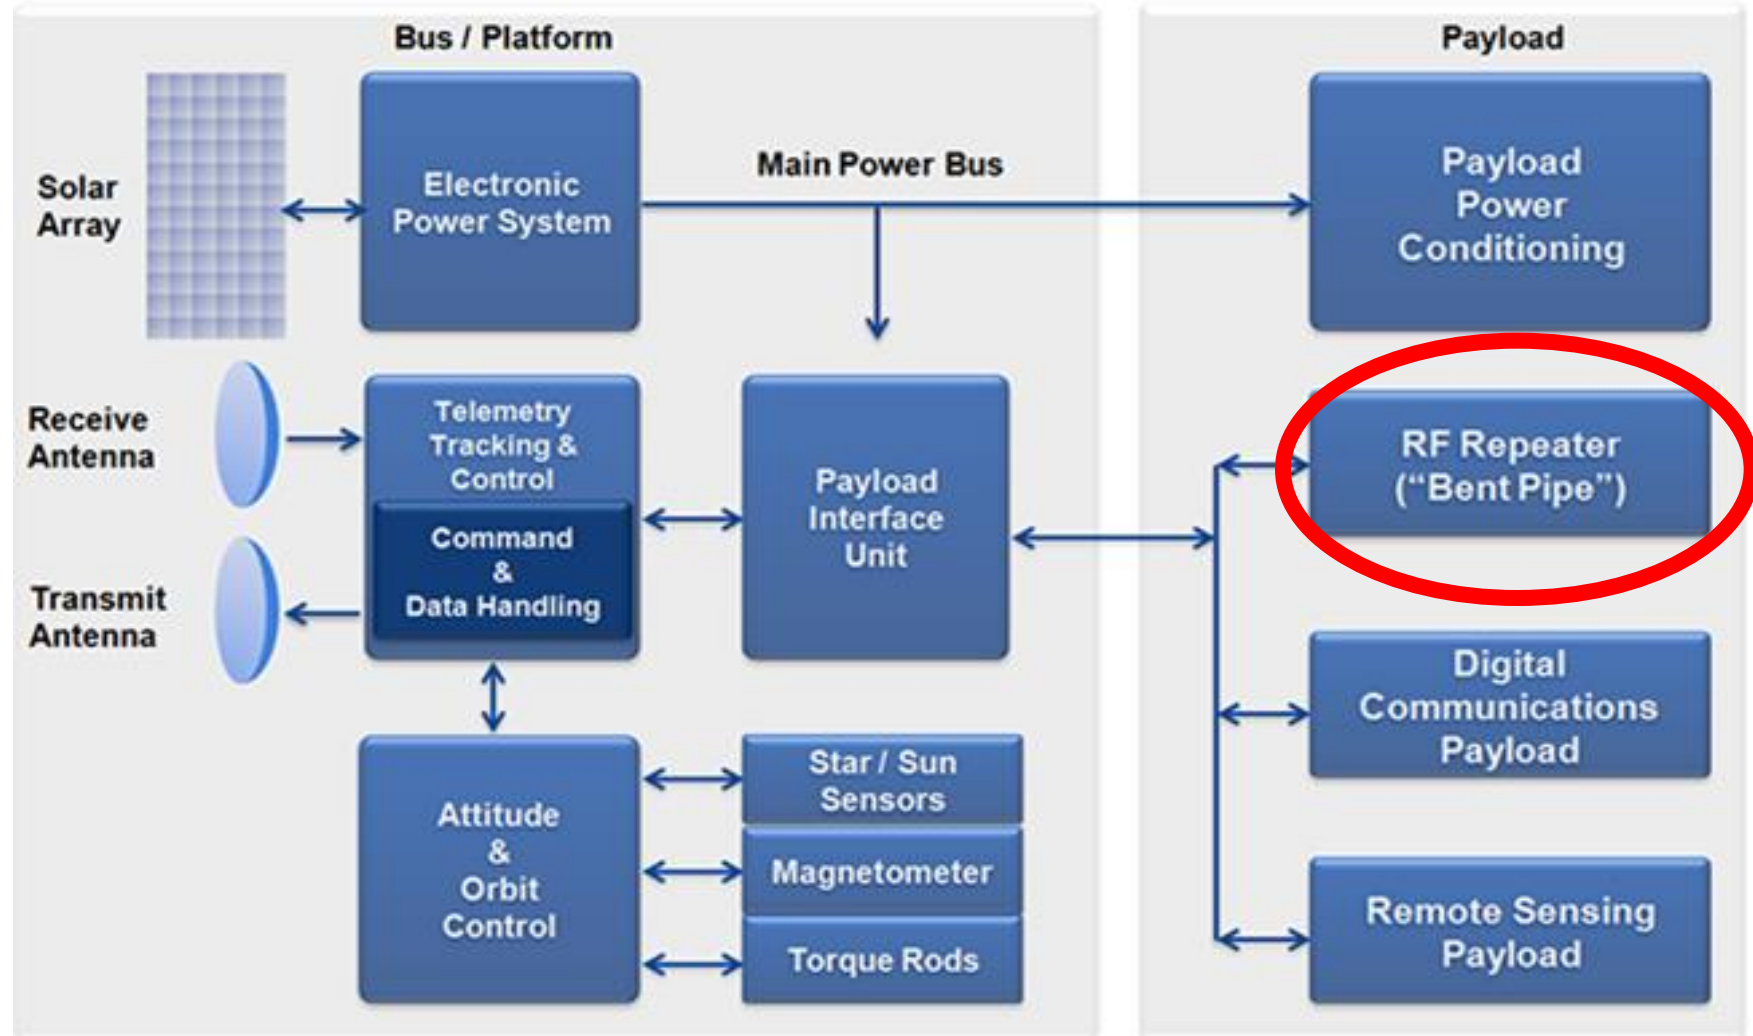 Bus / Platform
Payload
Solar
Array
Electronic
Power System
Main Power Bus
Payload
Power
Conditioning
Receive
Antenna
Telemetry
Tracking &
Control
Command
&
Data Handling
Transmit
Antenna
Payload
Interface
Unit
RF Repeater
(“Bent Pipe”)
Digital
Communications
Payload
Attitude
&
Orbit
Control
Star / Sun
Sensors
Magnetometer
Torque Rods
Remote Sensing
Payload